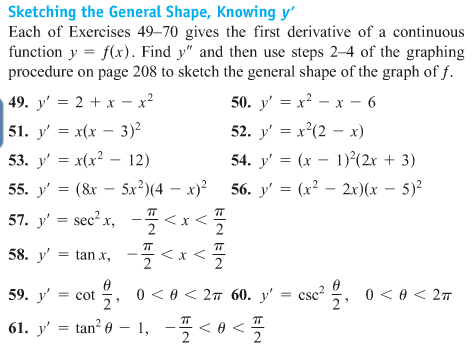 Sketching the General Shape, Knowing y′
Each of Exercises 49–70 gives the first derivative of a continuous
function y = f(x). Find y″ and then use steps 2–4 of the graphing
procedure on page 208 to sketch the general shape of the graph of f.
49. y′ = 2 + x − x² 50. y′ = x² − x − 6
51. y′ = x(x − 3)² 52. y′ = x²(2 − x)
53. y′ = x(x² − 12) 54. y′ = (x − 1)²(2x + 3)
55. y′ = (8x − 5x²)(4 − x)² 56. y′ = (x² − 2x)(x − 5)²
57. y′ = sec² x, −π/2 < x < π/2
58. y′ = tan x, −π/2 < x < π/2
59. y′ = cot θ/2, 0 < θ < 2π 60. y′ = csc² θ/2, 0 < θ < 2π
61. y′ = tan² θ − 1, −π/2 < θ < π/2